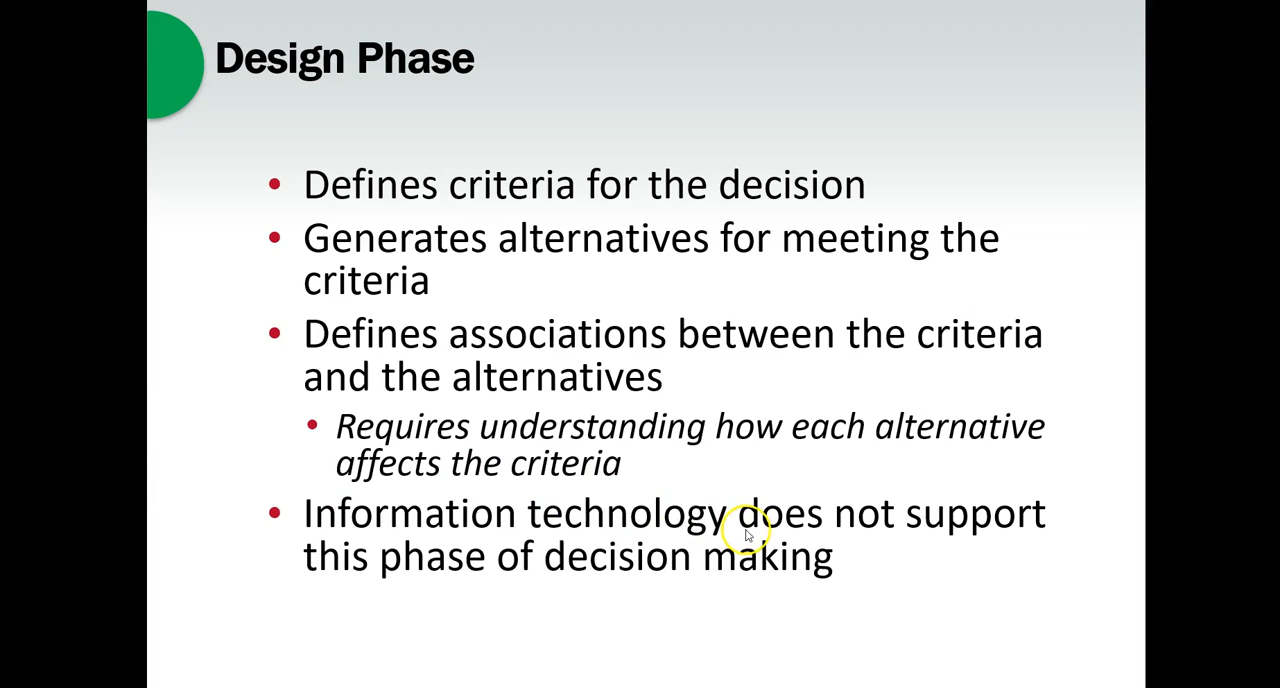 Design Phase
• Defines criteria for the decision
• Generates alternatives for meeting the
criteria
• Defines associations between the criteria
and the alternatives
• Requires understanding how each alternative
affects the criteria
• Information technology does not support
this phase of decision making